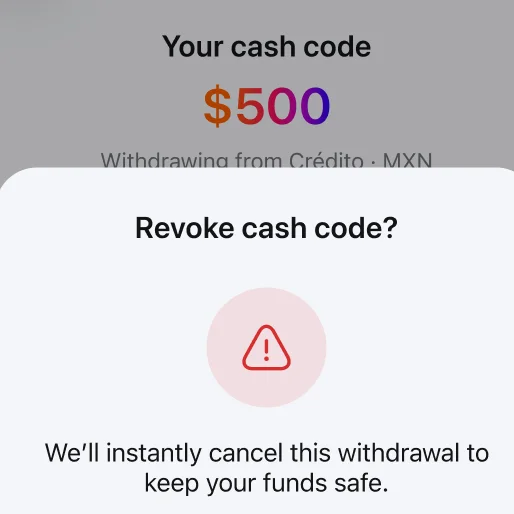 Your cash code
$500
Withdrawing from Crédito · MXN
Revoke cash code?
We’ll instantly cancel this withdrawal to
keep your funds safe.